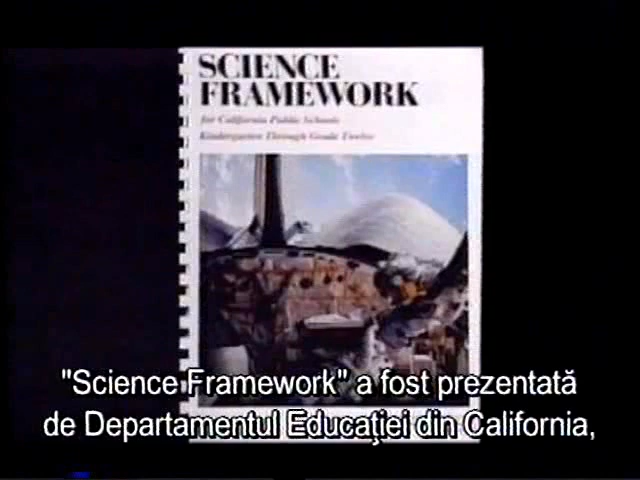 SCIENCE
FRAMEWORK
for California Public Schools
Kindergarten Through Grade Twelve
"Science Framework" a fost prezentată
de Departamentul Educaţiei din California,